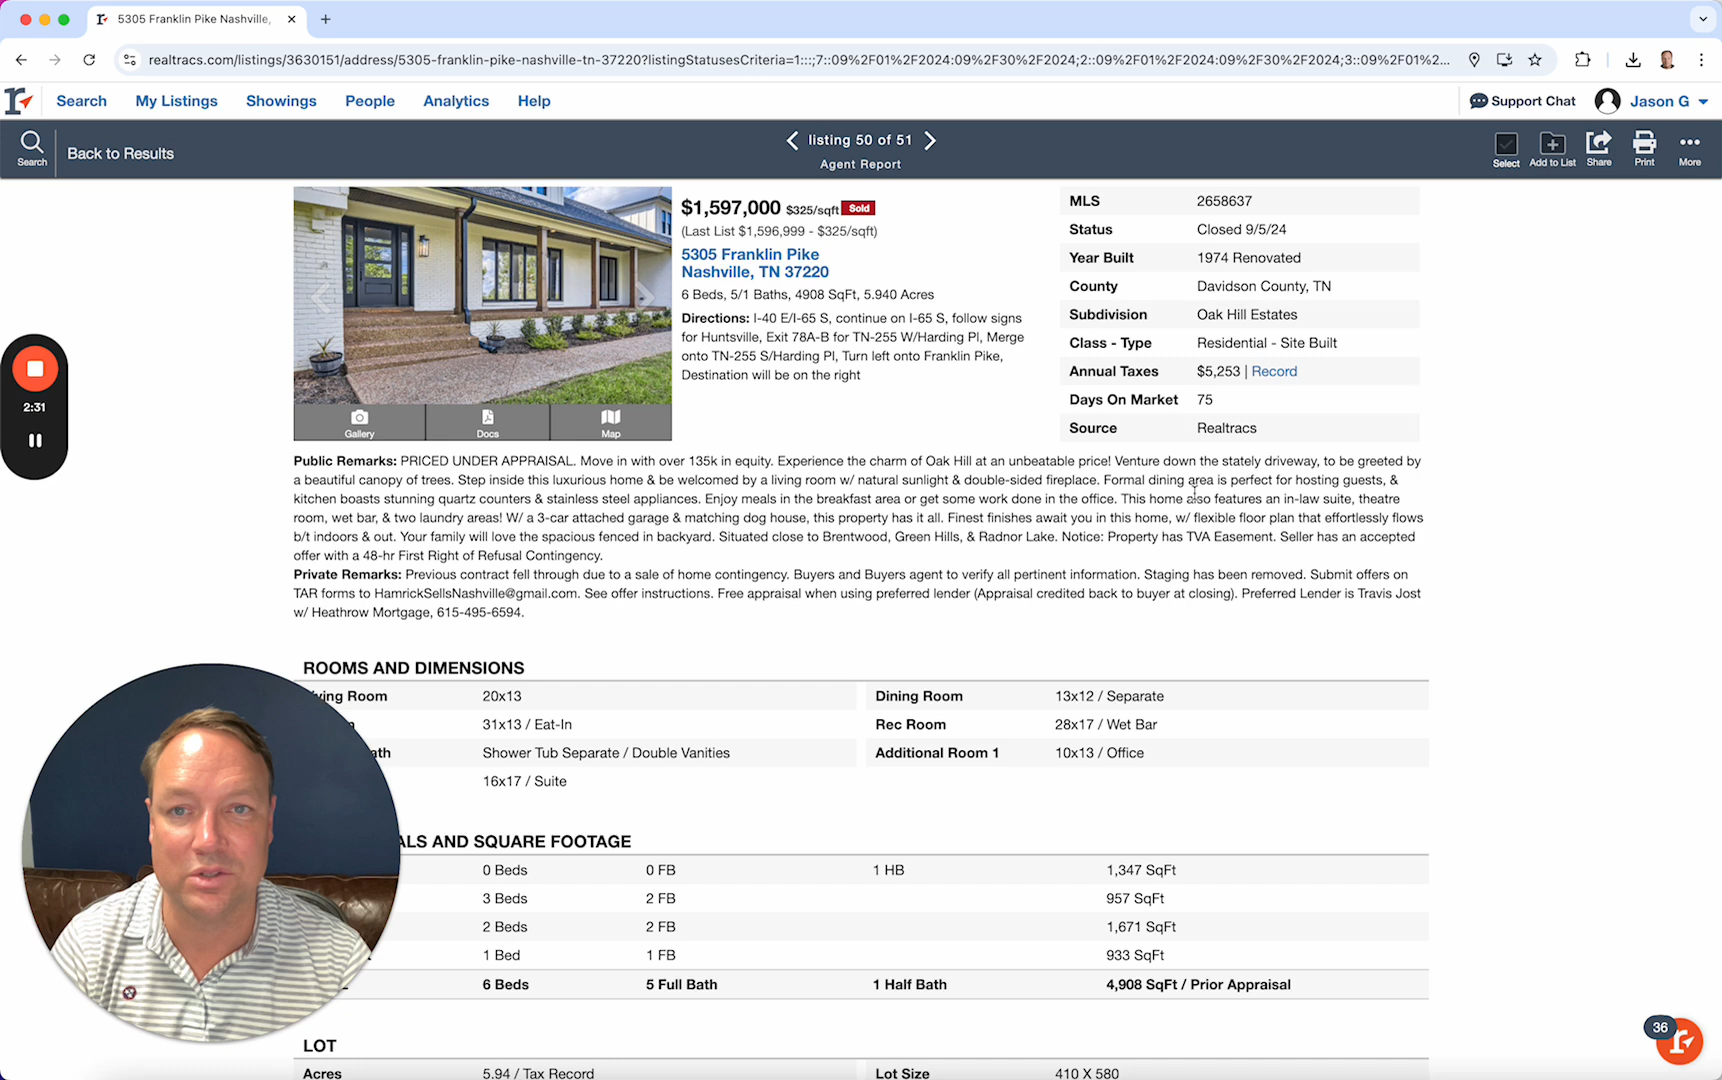 5305 Franklin Pike Nashville,
realtracs.com/listings/3630151/address/5305-franklin-pike-nashville-tn-37220?listingStatusesCriteria=1:::;7::09%2F01%2F2024:09%2F30%2F2024;2::09%2F01%2F2024:09%2F30%2F2024;3::09%2F01%2...
Search My Listings Showings People Analytics Help Support Chat Jason G
Search Back to Results listing 50 of 51 Select Add to List Share Print More
Agent Report
$1,597,000 $325/sqft Sold
(Last List $1,596,999 - $325/sqft)
5305 Franklin Pike
Nashville, TN 37220
6 Beds, 5/1 Baths, 4908 SqFt, 5.940 Acres
Directions: I-40 E/I-65 S, continue on I-65 S, follow signs
for Huntsville, Exit 78A-B for TN-255 W/Harding Pl, Merge
onto TN-255 S/Harding Pl, Turn left onto Franklin Pike,
Destination will be on the right
MLS 2658637
Status Closed 9/5/24
Year Built 1974 Renovated
County Davidson County, TN
Subdivision Oak Hill Estates
Class - Type Residential - Site Built
Annual Taxes $5,253 | Record
Days On Market 75
Source Realtracs
Gallery Docs Map
2:31
Public Remarks: PRICED UNDER APPRAISAL. Move in with over 135k in equity. Experience the charm of Oak Hill at an unbeatable price! Venture down the stately driveway, to be greeted by
a beautiful canopy of trees. Step inside this luxurious home & be welcomed by a living room w/ natural sunlight & double-sided fireplace. Formal dining area is perfect for hosting guests, &
kitchen boasts stunning quartz counters & stainless steel appliances. Enjoy meals in the breakfast area or get some work done in the office. This home also features an in-law suite, theatre
room, wet bar, & two laundry areas! W/ a 3-car attached garage & matching dog house, this property has it all. Finest finishes await you in this home, w/ flexible floor plan that effortlessly flows
b/t indoors & out. Your family will love the spacious fenced in backyard. Situated close to Brentwood, Green Hills, & Radnor Lake. Notice: Property has TVA Easement. Seller has an accepted
offer with a 48-hr First Right of Refusal Contingency.
Private Remarks: Previous contract fell through due to a sale of home contingency. Buyers and Buyers agent to verify all pertinent information. Staging has been removed. Submit offers on
TAR forms to HamrickSellsNashville@gmail.com. See offer instructions. Free appraisal when using preferred lender (Appraisal credited back to buyer at closing). Preferred Lender is Travis Jost
w/ Heathrow Mortgage, 615-495-6594.
ROOMS AND DIMENSIONS
iving Room 20x13 Dining Room 13x12 / Separate
31x13 / Eat-In Rec Room 28x17 / Wet Bar
ath Shower Tub Separate / Double Vanities Additional Room 1 10x13 / Office
16x17 / Suite
ALS AND SQUARE FOOTAGE
0 Beds 0 FB 1 HB 1,347 SqFt
3 Beds 2 FB 957 SqFt
2 Beds 2 FB 1,671 SqFt
1 Bed 1 FB 933 SqFt
6 Beds 5 Full Bath 1 Half Bath 4,908 SqFt / Prior Appraisal
LOT
Acres 5.94 / Tax Record Lot Size 410 X 580
36